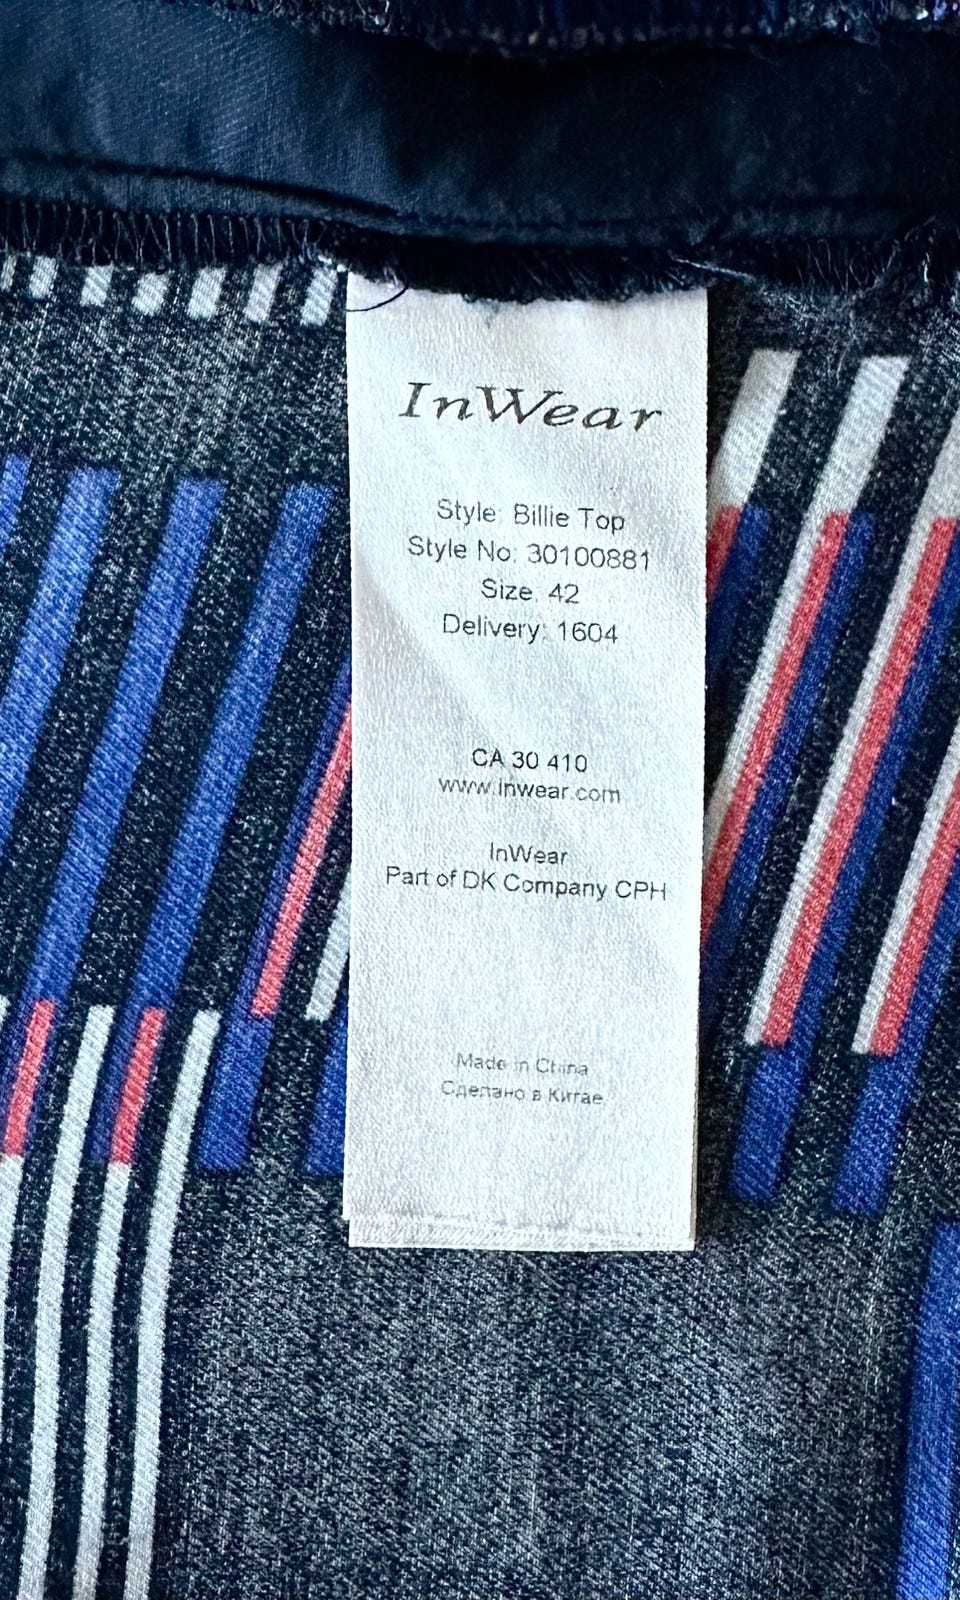 InWear
Style: Billie Top
Style No: 30100881
Size: 42
Delivery: 1604
CA 30 410
www.inwear.com
InWear
Part of DK Company CPH
Made in China
Сделано в Китае